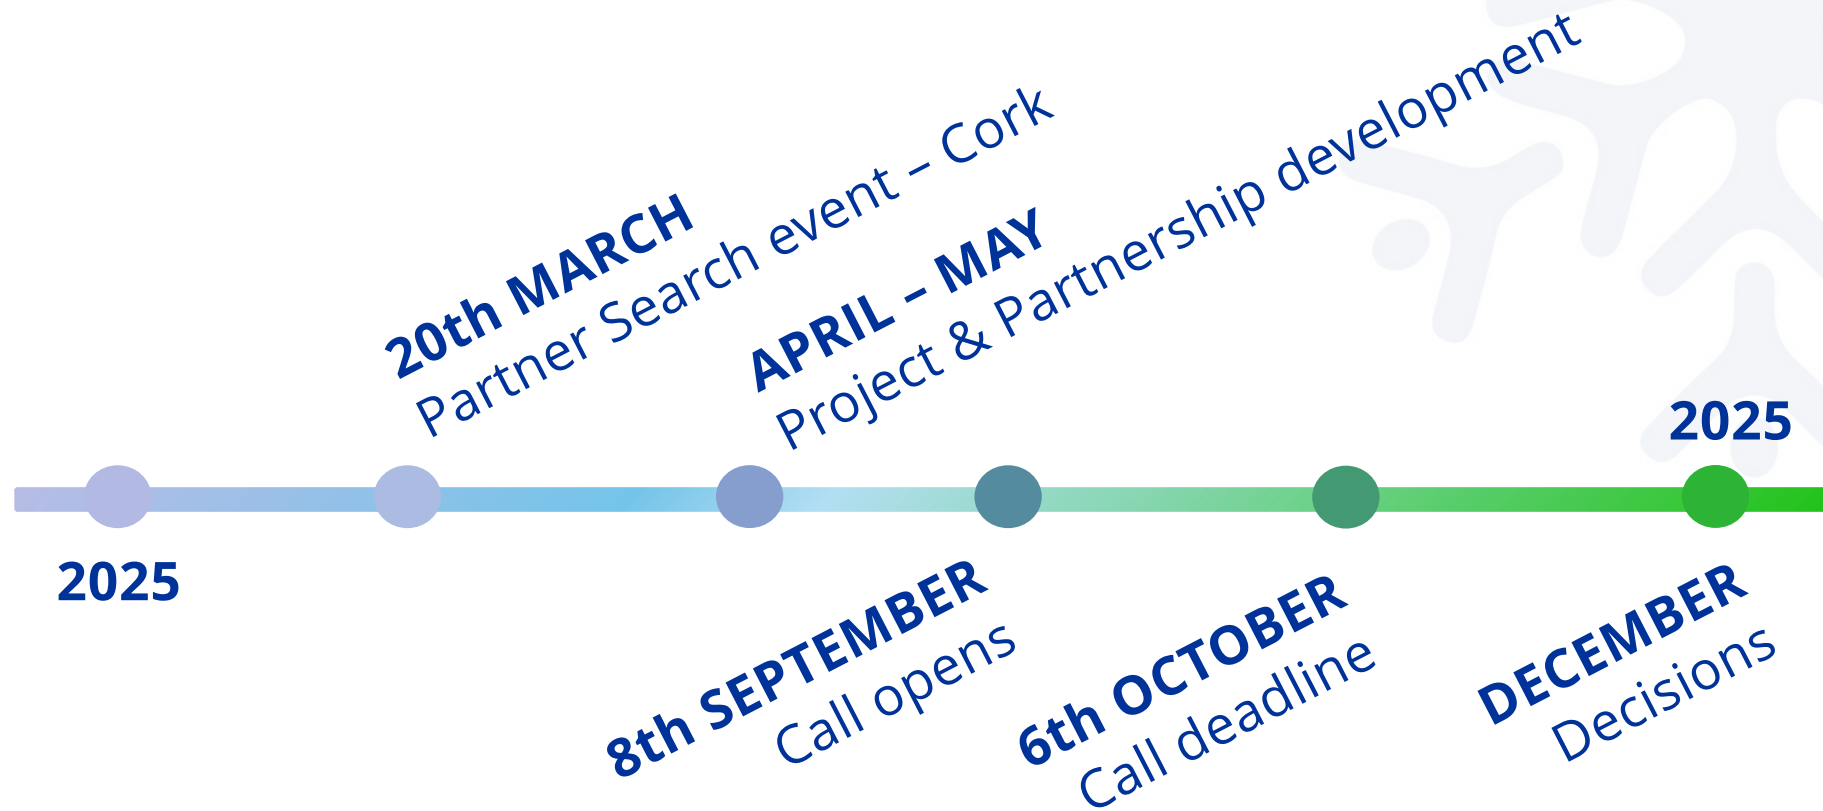 2025
20th MARCH
Partner Search event – Cork
APRIL – MAY
Project & Partnership development
8th SEPTEMBER
Call opens
6th OCTOBER
Call deadline
2025
DECEMBER
Decisions